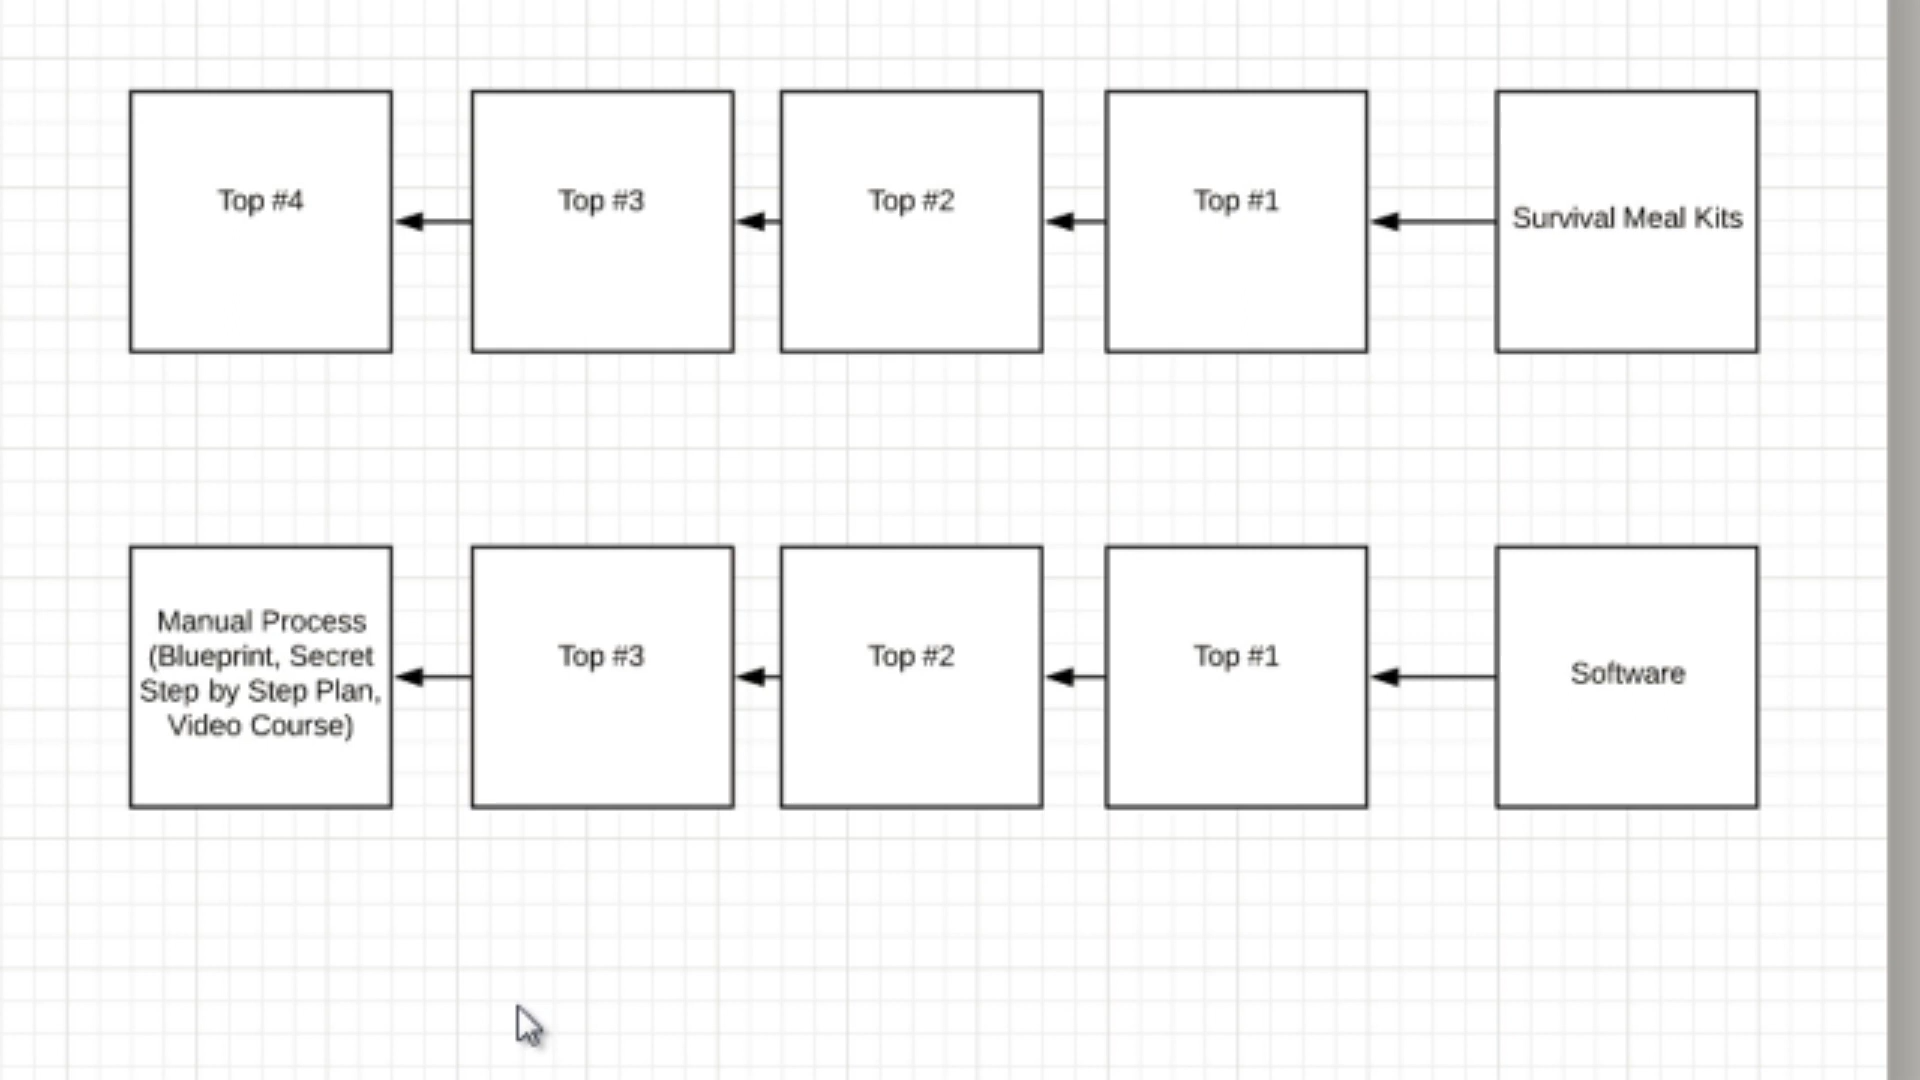 Top #4
Top #3
Top #2
Top #1
Survival Meal Kits
Manual Process
(Blueprint, Secret
Step by Step Plan,
Video Course)
Top #3
Top #2
Top #1
Software